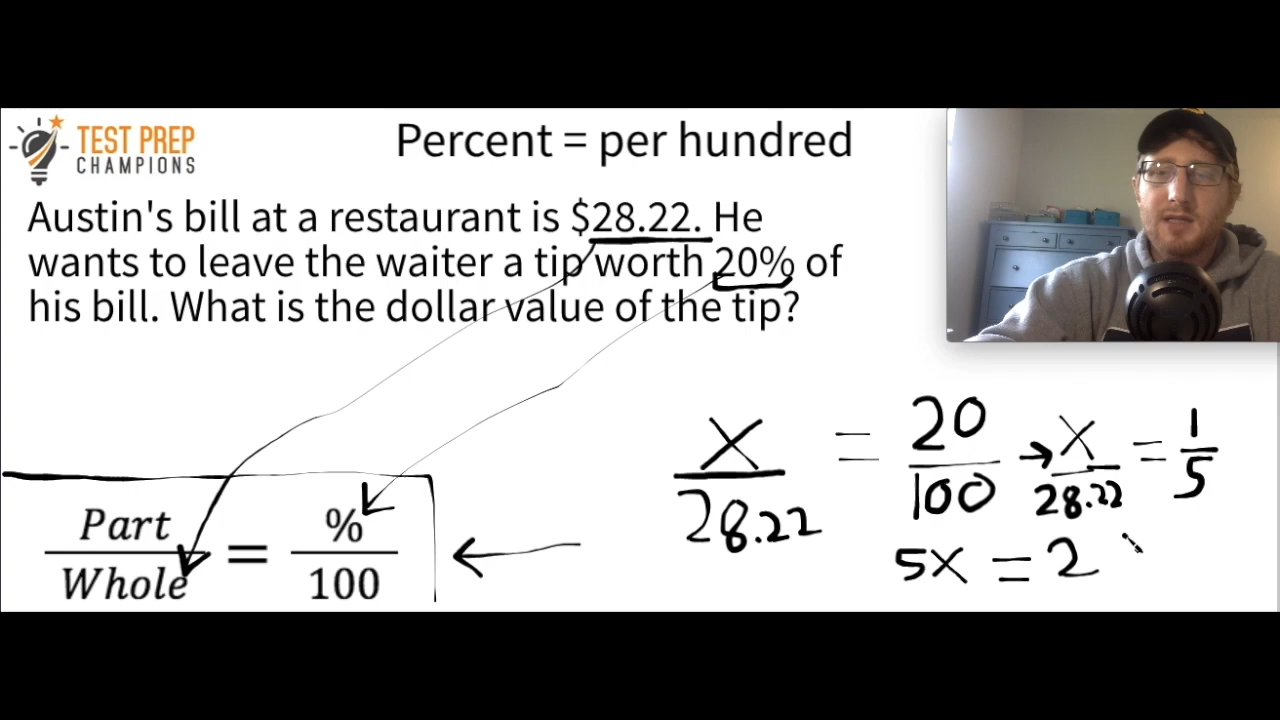 TEST PREP
CHAMPIONS
Percent = per hundred
Austin's bill at a restaurant is $28.22. He
wants to leave the waiter a tip worth 20% of
his bill. What is the dollar value of the tip?
Part / Whole = % / 100
x / 28.22 = 20 / 100 → x / 28.22 = 1 / 5
5x = 2